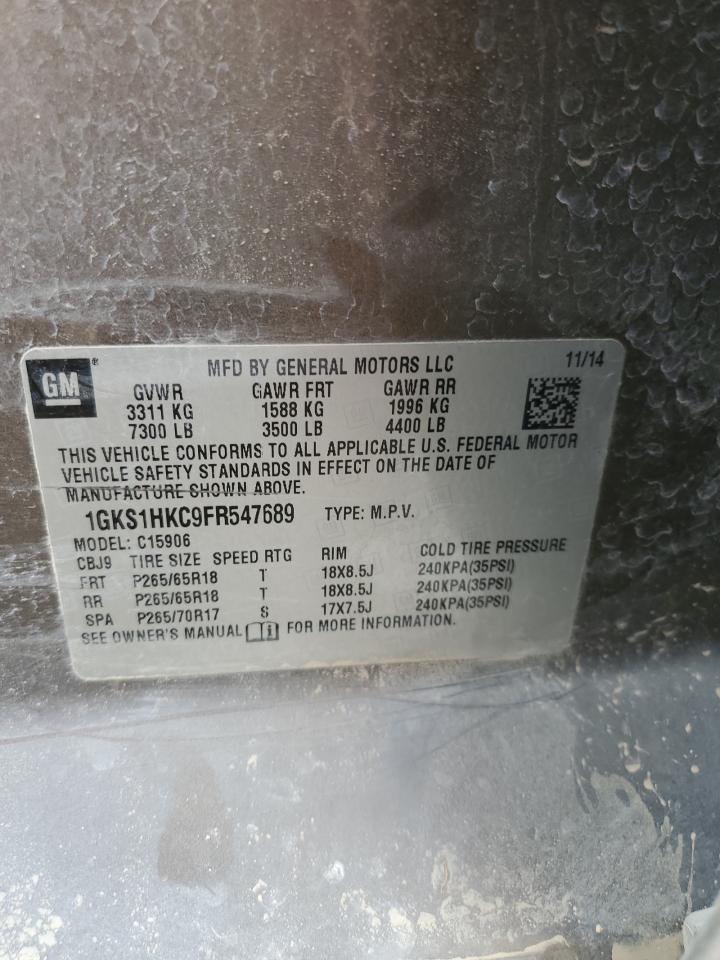 GM®
MFD BY GENERAL MOTORS LLC 11/14
GVWR GAWR FRT GAWR RR
3311 KG 1588 KG 1996 KG
7300 LB 3500 LB 4400 LB
THIS VEHICLE CONFORMS TO ALL APPLICABLE U.S. FEDERAL MOTOR
VEHICLE SAFETY STANDARDS IN EFFECT ON THE DATE OF
MANUFACTURE SHOWN ABOVE.
1GKS1HKC9FR547689 TYPE: M.P.V.
MODEL: C15906
CBJ9 TIRE SIZE SPEED RTG RIM COLD TIRE PRESSURE
FRT P265/65R18 T 18X8.5J 240KPA(35PSI)
RR P265/65R18 T 18X8.5J 240KPA(35PSI)
SPA P265/70R17 S 17X7.5J 240KPA(35PSI)
SEE OWNER'S MANUAL FOR MORE INFORMATION.